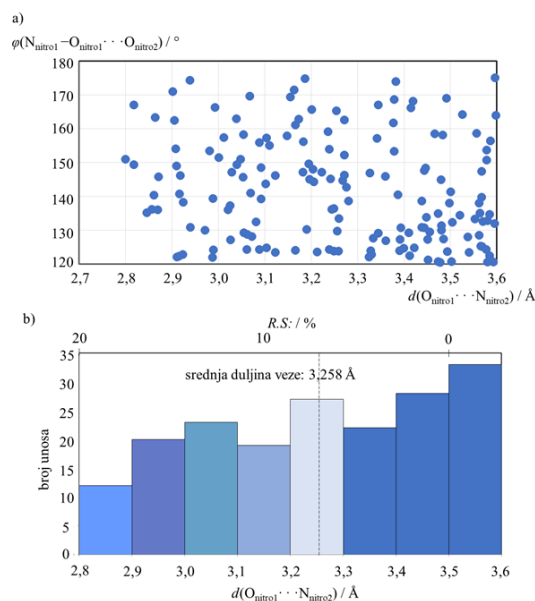 a)
φ(Nnitro1−Onitro1···Onitro2) / °
180
170
160
150
140
130
120
2,7 2,8 2,9 3,0 3,1 3,2 3,3 3,4 3,5 3,6
d(Onitro1···Nnitro2) / Å
b)
R.S: / %
20 10 0
35
srednja duljina veze: 3,258 Å
30
25
20
15
10
5
0
broj unosa
2,8 2,9 3,0 3,1 3,2 3,3 3,4 3,5 3,6
d(Onitro1···Nnitro2) / Å